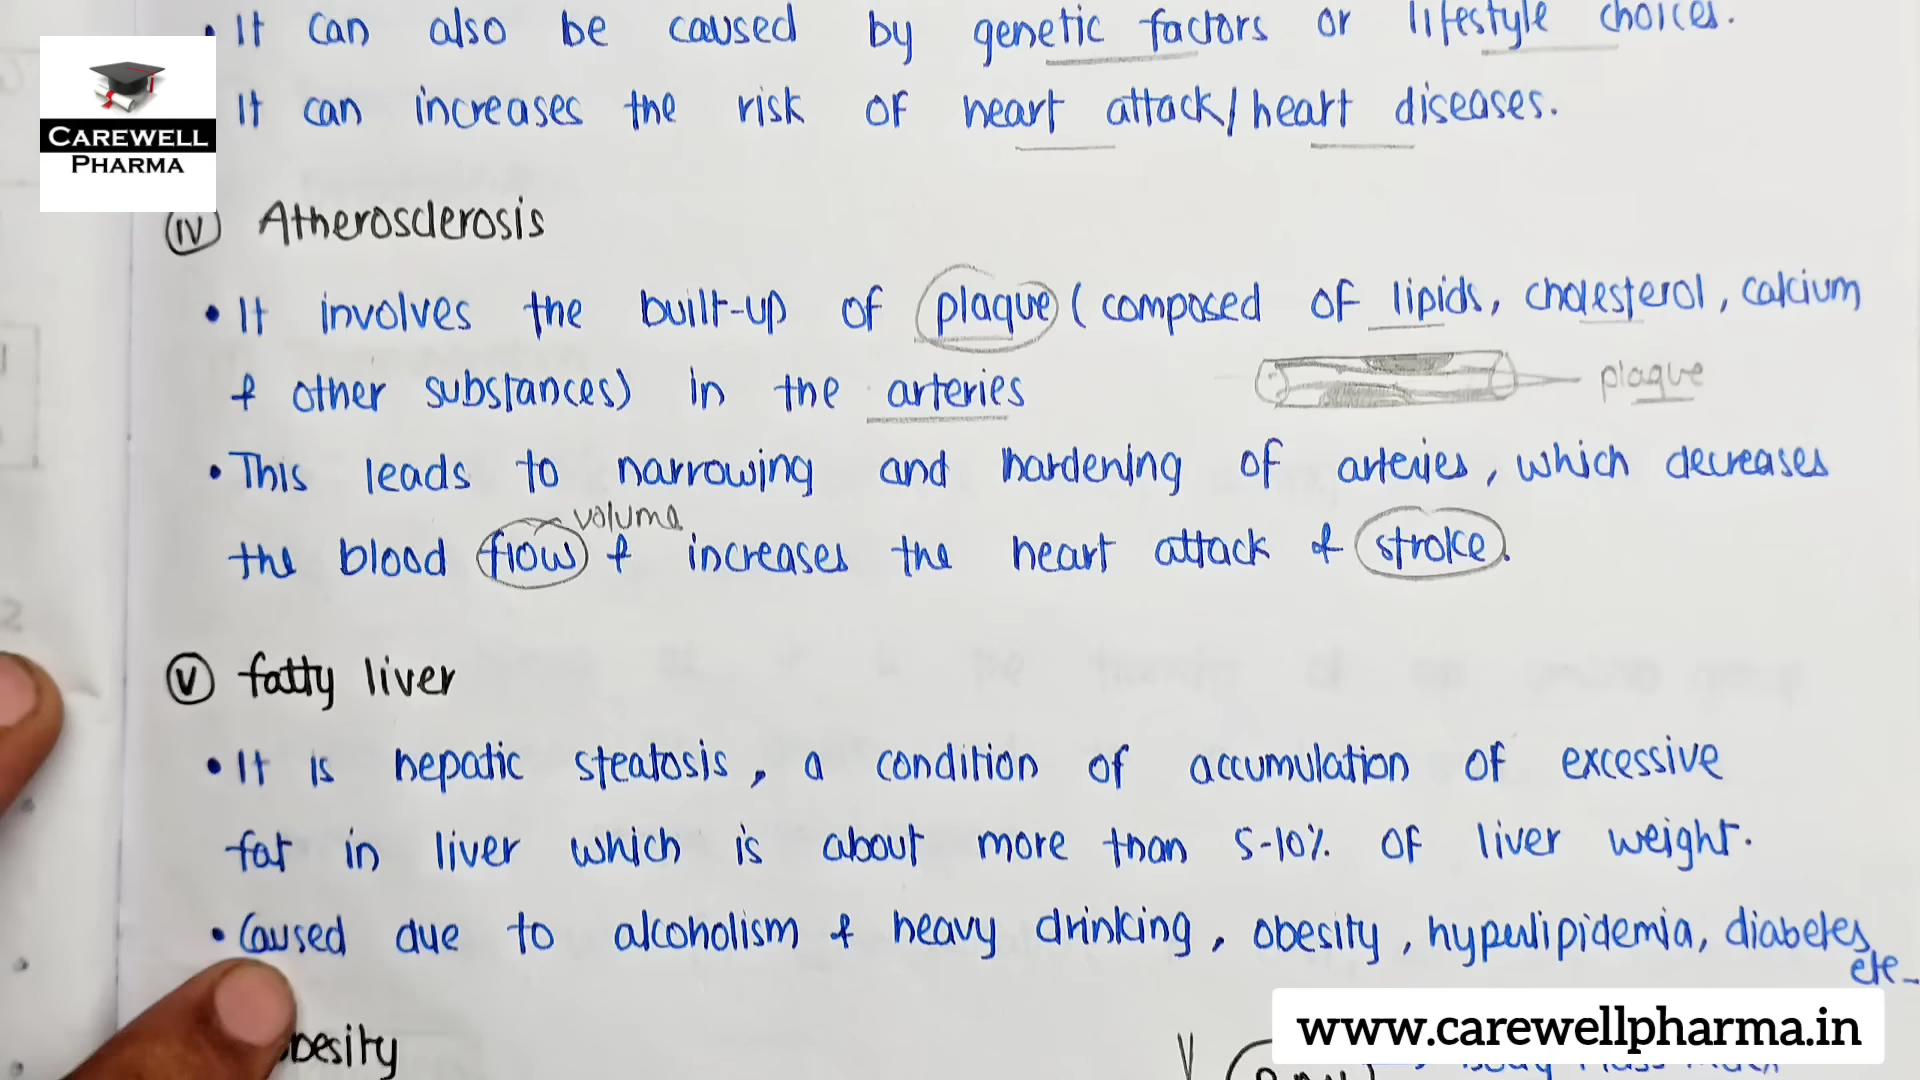 • It can also be caused by genetic factors or lifestyle choices.
It can increases the risk of heart attack/heart diseases.
CAREWELL
PHARMA
(iv) Atherosclerosis
• It involves the built-up of plaque (composed of lipids, cholesterol, calcium
& other substances) in the arteries
plaque
• This leads to narrowing and hardening of arteries, which decreases
volume
the blood flow & increases the heart attack & stroke.
(v) fatty liver
• It is hepatic steatosis, a condition of accumulation of excessive
fat in liver which is about more than 5-10% of liver weight.
• Caused due to alcoholism & heavy drinking, obesity, hyperlipidemia, diabetes,
etc-
besity
www.carewellpharma.in